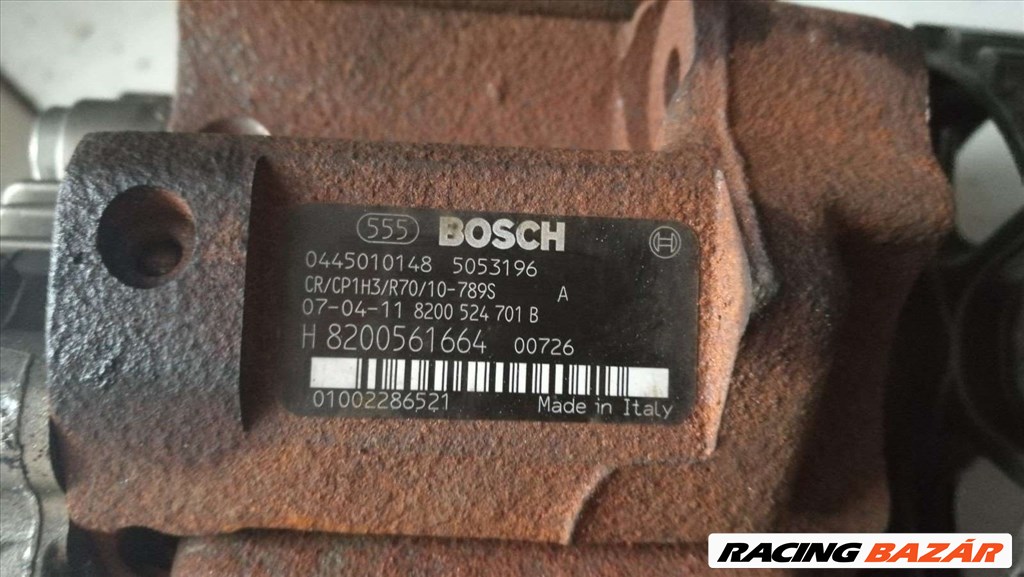 555 BOSCH
0445010148 5053196
CR/CP1H3/R70/10-789S A
07-04-11 8200 524 701 B
H 8200561664 00726
01002286521 Made in Italy
RACING BAZÁR